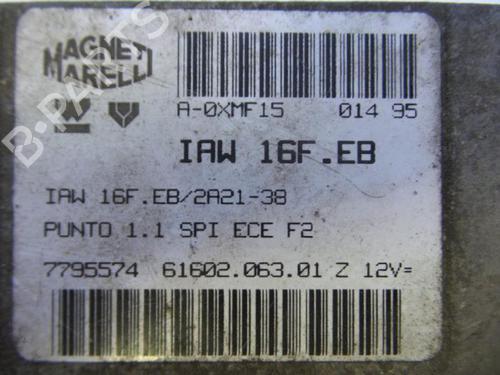 MAGNETI
MARELLI
A-0XMF15 014 95
IAW 16F.EB
IAW 16F.EB/2A21-38
PUNTO 1.1 SPI ECE F2
7795574 61602.063.01 Z 12V=
B-PARTS